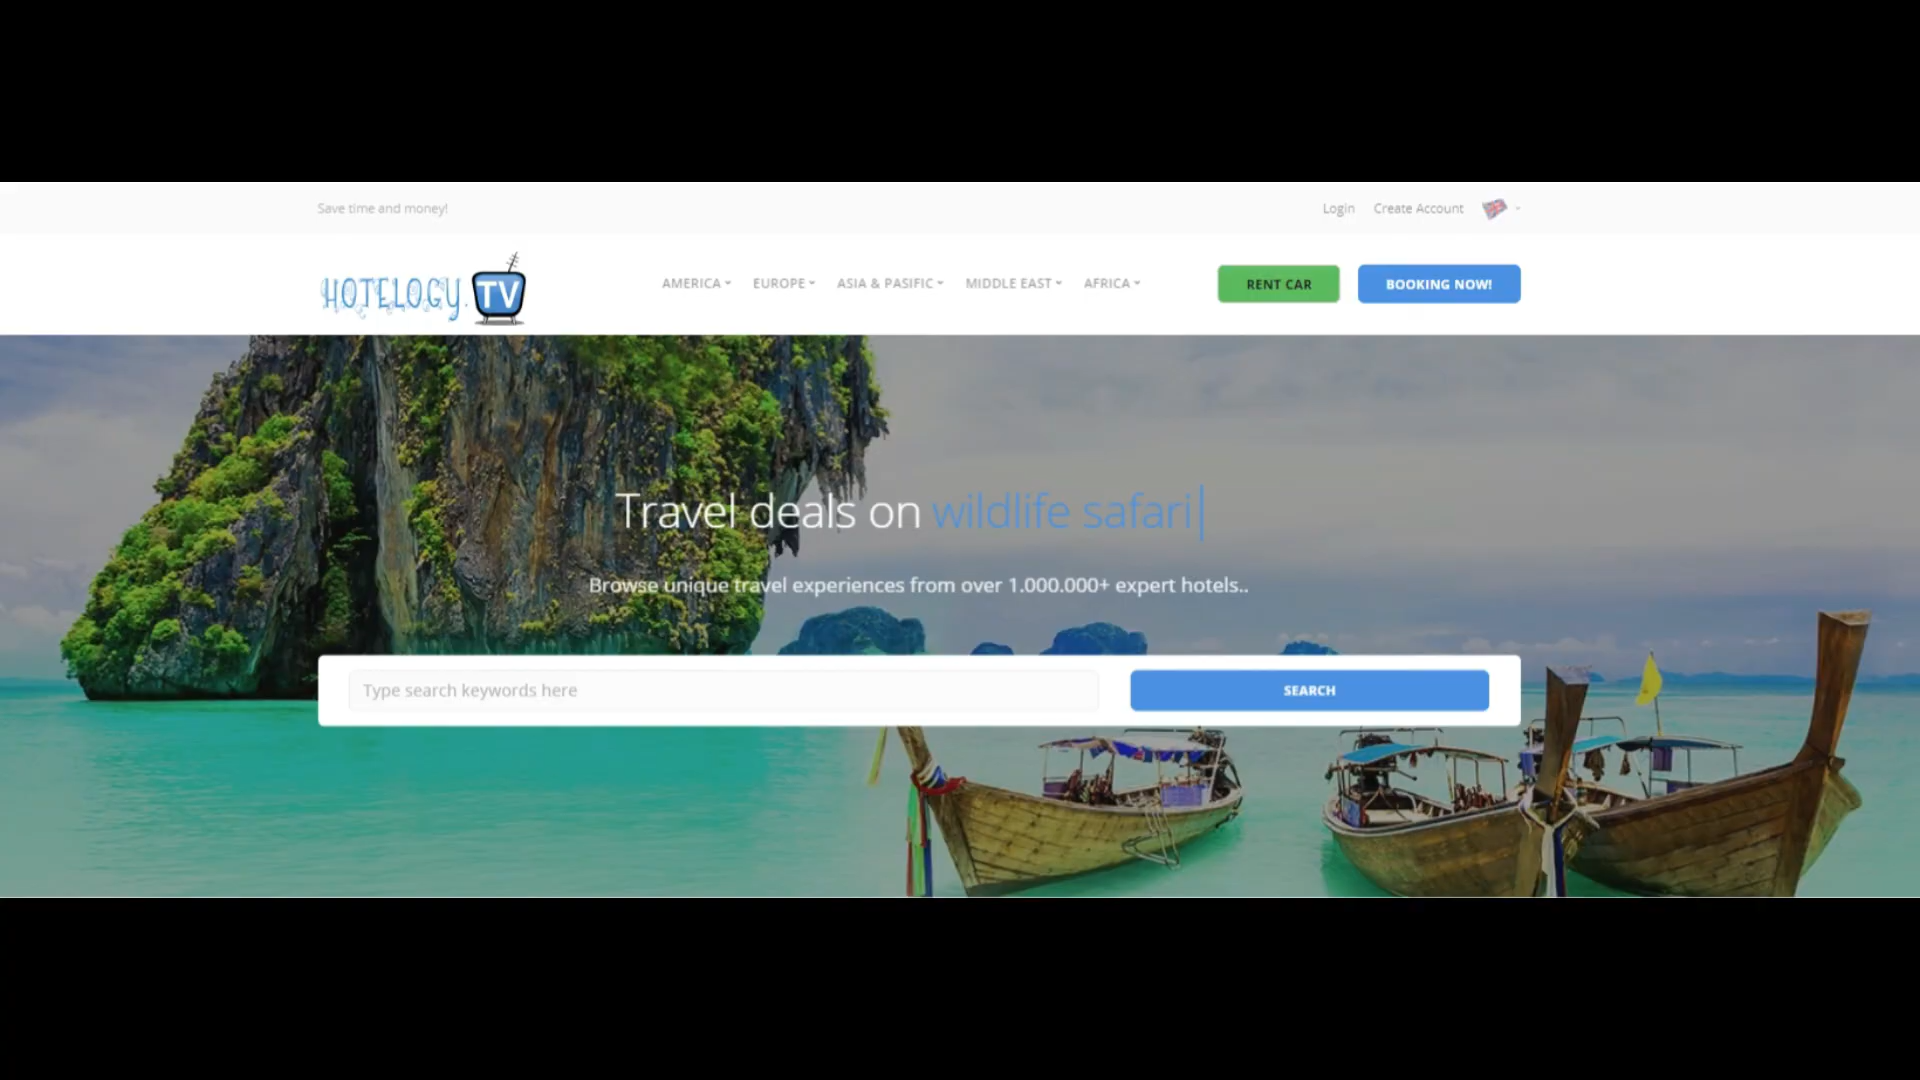 Save time and money!
Login Create Account
HOTELOGY.TV
AMERICA EUROPE ASIA & PASIFIC MIDDLE EAST AFRICA
RENT CAR BOOKING NOW!
Travel deals on wildlife safari
Browse unique travel experiences from over 1.000.000+ expert hotels..
Type search keywords here SEARCH